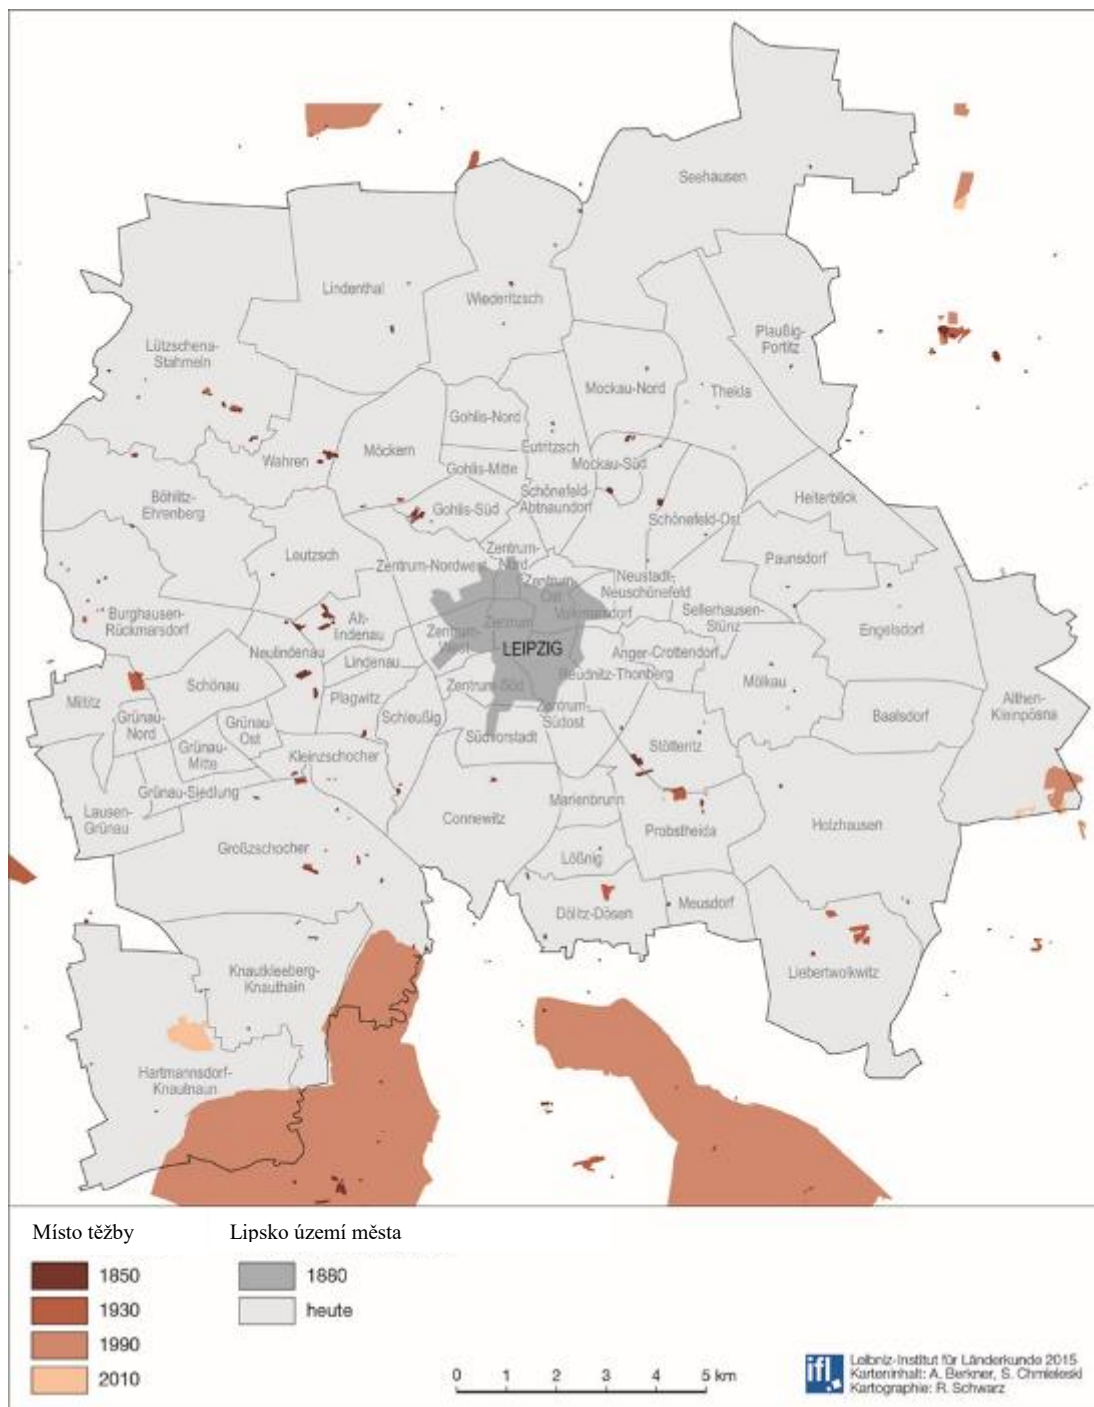 Seehausen
Lindenthal
Wiederitzsch
Plaußig-
Portitz
Lützschena-
Stahmeln
Mockau-Nord
Thekla
Gohlis-Nord
Möckern
Eutritzsch
Wahren
Gohlis-Mitte
Mockau-Süd
Böhlitz-
Ehrenberg
Schönefeld-
Abtnaundorf
Heiterblick
Gohlis-Süd
Schönefeld-Ost
Leutzsch
Zentrum-
Nord
Zentrum-Nordwest
Paunsdorf
Zentrum-
Ost
Neustadt-
Neuschönefeld
Burghausen-
Rückmarsdorf
Alt-
lindenau
Volkmarsdorf
Sellerhausen-
Stünz
Zentrum
Engelsdorf
Zentrum-
West
LEIPZIG
Neulindenau
Lindenau
Anger-Crottendorf
Reudnitz-Thonberg
Schönau
Zentrum-Süd
Mölkau
Miltitz
Plagwitz
Althen-
Kleinpösna
Grünau-
Nord
Grünau-
Ost
Schleußig
Zentrum-
Südost
Baalsdorf
Südvorstadt
Grünau-
Mitte
Stötteritz
Kleinzschocher
Grünau-Siedlung
Marienbrunn
Lausen-
Grünau
Connewitz
Probstheida
Holzhausen
Großzschocher
Lößnig
Meusdorf
Dölitz-Dösen
Knautkleeberg-
Knauthain
Liebertwolkwitz
Hartmannsdorf-
Knautnaun
Místo těžby
Lipsko území města
1850
1880
1930
heute
1990
2010
0 1 2 3 4 5 km
ifl
Leibniz-Institut für Länderkunde 2015
Karteninhalt: A. Berkner, S. Chmieleski
Kartographie: R. Schwarz